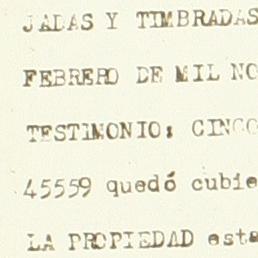 JADAS Y TIMBRADAS
FEBRERO DE MIL NO
TESTIMONIO: CINCO
45559 quedó cubie
LA PROPIEDAD esta